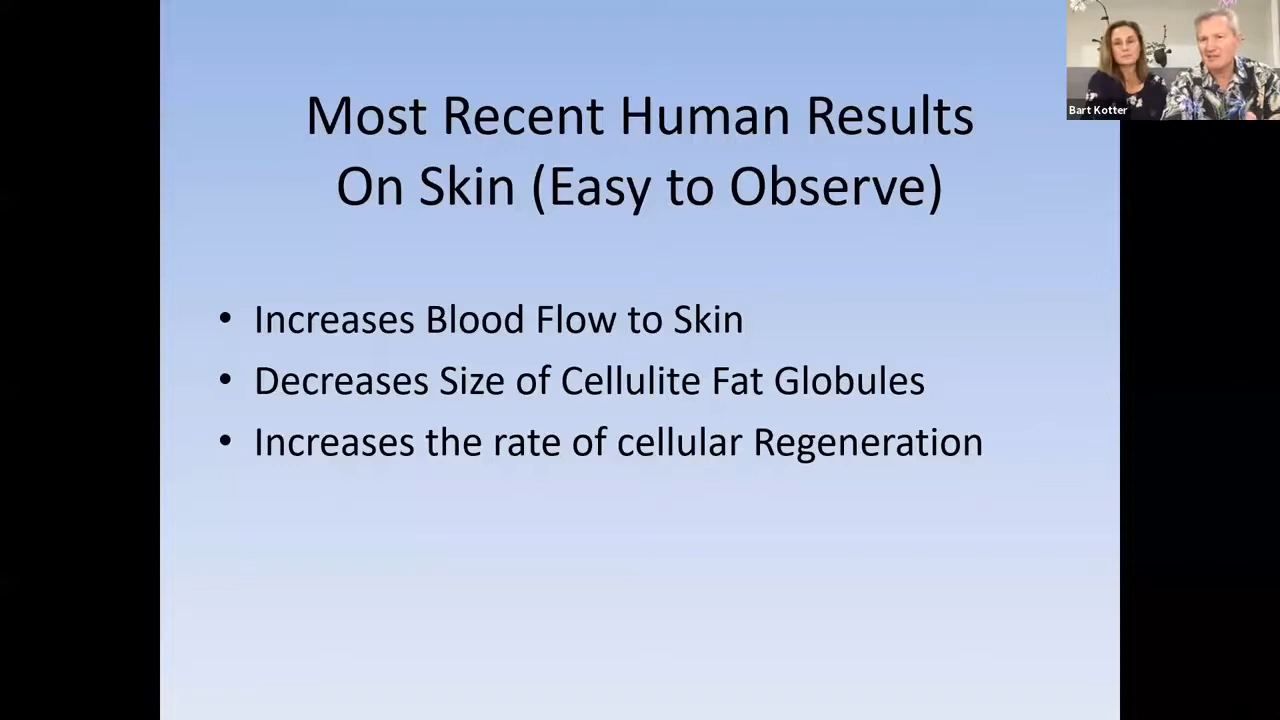 Most Recent Human Results
On Skin (Easy to Observe)
• Increases Blood Flow to Skin
• Decreases Size of Cellulite Fat Globules
• Increases the rate of cellular Regeneration
Bart Kotter